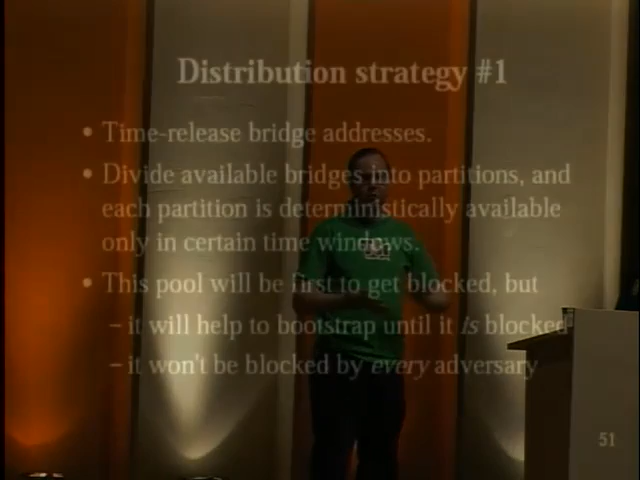 Distribution strategy #1
• Time-release bridge addresses.
• Divide available bridges into partitions, and
each partition is deterministically available
only in certain time windows.
• This pool will be first to get blocked, but
– it will help to bootstrap until it is blocked
– it won't be blocked by every adversary
51